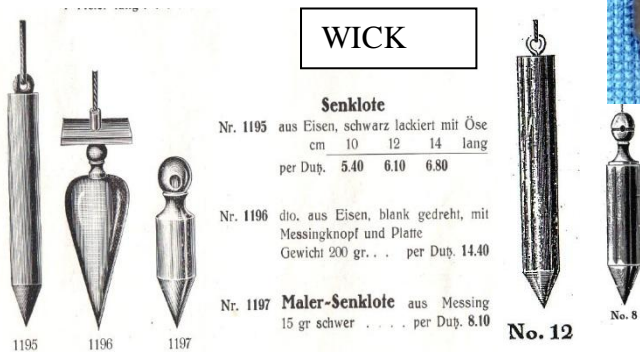 WICK
Senklote
Nr. 1195 aus Eisen, schwarz lackiert mit Öse
cm 10 12 14 lang
per Dutz. 5.40 6.10 6.80
Nr. 1196 dto. aus Eisen, blank gedreht, mit
Messingknopf und Platte
Gewicht 200 gr. . . per Dutz. 14.40
Nr. 1197 Maler-Senklote aus Messing
15 gr schwer . . . . per Dutz. 8.10
1195 1196 1197
No. 12
No. 8